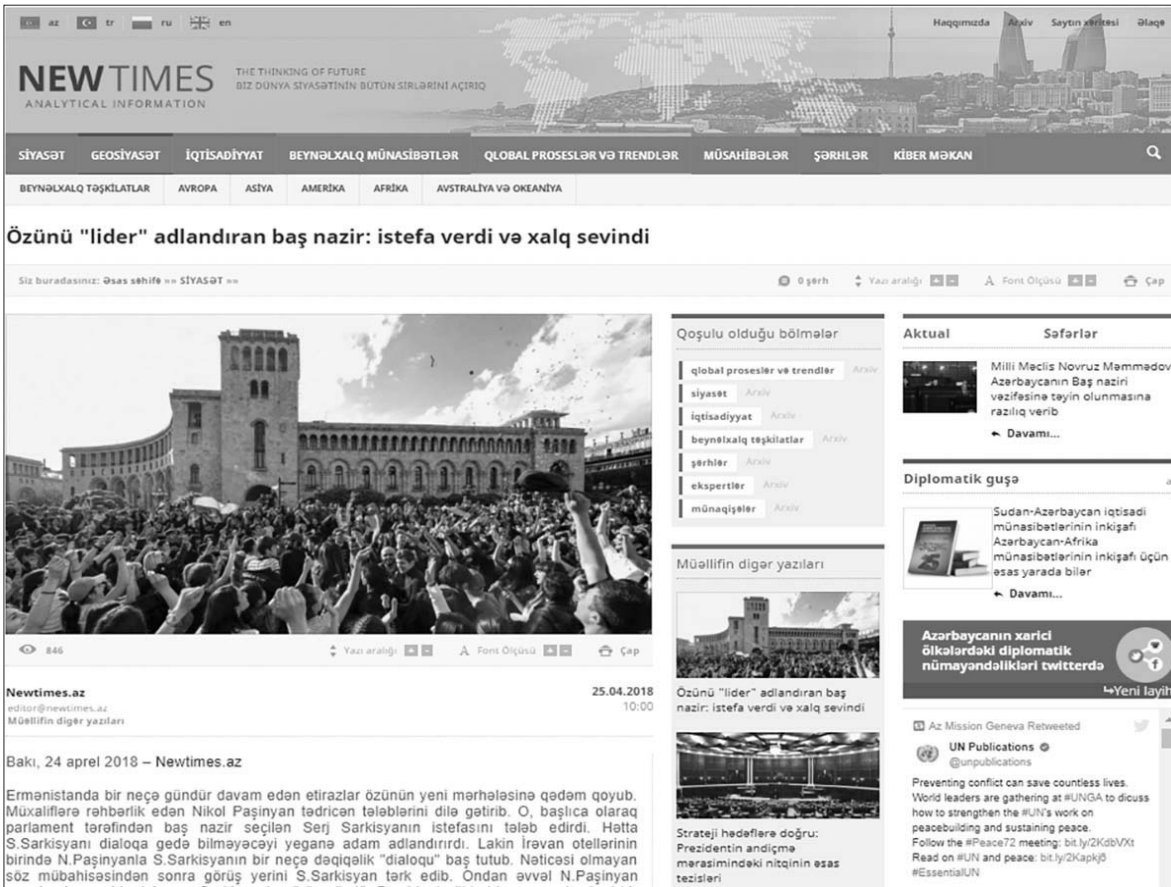 az tr ru en
Haqqımızda Arxiv Saytın xəritəsi Əlaqə
NEWTIMES
ANALYTICAL INFORMATION
THE THINKING OF FUTURE
BIZ DÜNYA SİYASƏTİNİN BÜTÜN SİRLƏRİNİ AÇIRIQ
SİYASƏT GEOSİYASƏT İQTİSADİYYAT BEYNƏLXALQ MÜNASİBƏTLƏR QLOBAL PROSESLƏR VƏ TRENDLƏR MÜSAHİBƏLƏR ŞƏRHLƏR KİBER MƏKAN
BEYNƏLXALQ TƏŞKİLATLAR AVROPA ASİYA AMERİKA AFRİKA AVSTRALİYA VƏ OKEANİYA
Özünü "lider" adlandıran baş nazir: istefa verdi və xalq sevindi
Siz buradasınız: Əsas səhifə »» SİYASƏT »»
0 şərh Yazı aralığı + - A Font Ölçüsü + - Çap
846 Yazı aralığı + - A Font Ölçüsü + - Çap
Newtimes.az
editor@newtimes.az
Müəllifin digər yazıları
25.04.2018
10:00
Bakı, 24 aprel 2018 – Newtimes.az
Ermənistanda bir neçə gündür davam edən etirazlar özünün yeni mərhələsinə qədəm qoyub.
Müxaliflərə rəhbərlik edən Nikol Paşinyan tədricən tələblərini dilə gətirib. O, başlıca olaraq
parlament tərəfindən baş nazir seçilən Serj Sarkisyanın istefasını tələb edirdi. Hətta
S.Sarkisyanı dialoqa gedə bilməyəcəyi yeganə adam adlandırırdı. Lakin İrəvan otellərinin
birində N.Paşinyanla S.Sarkisyanın bir neçə dəqiqəlik "dialoqu" baş tutub. Nəticəsi olmayan
söz mübahisəsindən sonra görüş yerini S.Sarkisyan tərk edib. Ondan əvvəl N.Paşinyan
Qoşulu olduğu bölmələr
qlobal proseslər və trendlər Arxiv
siyasət Arxiv
iqtisadiyyat Arxiv
beynəlxalq təşkilatlar Arxiv
şərhlər Arxiv
ekspertlər Arxiv
münaqişələr Arxiv
Müəllifin digər yazıları
Özünü "lider" adlandıran baş
nazir: istefa verdi və xalq sevindi
Strateji hədəflərə doğru:
Prezidentin andiçmə
mərasimindəki nitqinin əsas
tezisləri
Aktual Səfərlər
Milli Məclis Novruz Məmmədov
Azərbaycanın Baş naziri
vəzifəsinə təyin olunmasına
razılıq verib
Davamı...
Diplomatik guşə
Sudan-Azərbaycan iqtisadi
münasibətlərinin inkişafı
Azərbaycan-Afrika
münasibətlərinin inkişafı üçün
əsas yarada bilər
Davamı...
Azərbaycanın xarici
ölkələrdəki diplomatik
nümayəndəlikləri twitterdə
Yeni layih
Az Mission Geneva Retweeted
UN Publications
@unpublications
Preventing conflict can save countless lives.
World leaders are gathering at #UNGA to dicuss
how to strengthen the #UN's work on
peacebuilding and sustaining peace.
Follow the #Peace72 meeting: bit.ly/2KdbVXt
Read on #UN and peace: bit.ly/2Kapkj6
#EssentialUN